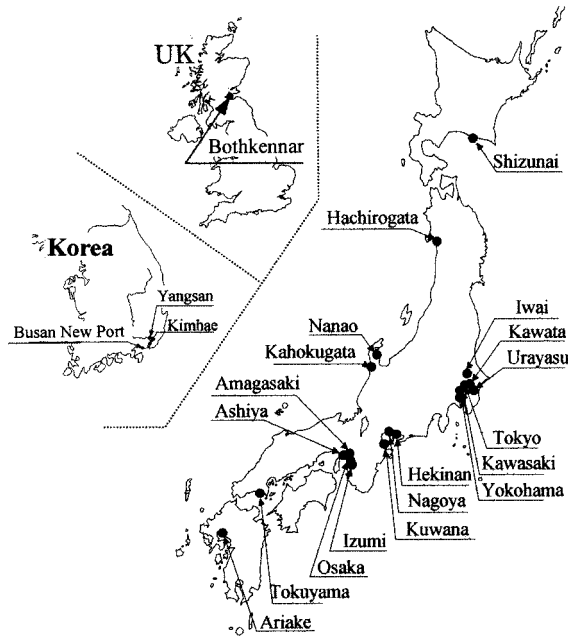 UK
Bothkennar
Shizunai
Hachirogata
Korea
Yangsan
Busan New Port
Kimhae
Nanao
Kahokugata
Iwai
Kawata
Urayasu
Amagasaki
Ashiya
Tokyo
Kawasaki
Yokohama
Hekinan
Nagoya
Kuwana
Izumi
Osaka
Tokuyama
Ariake